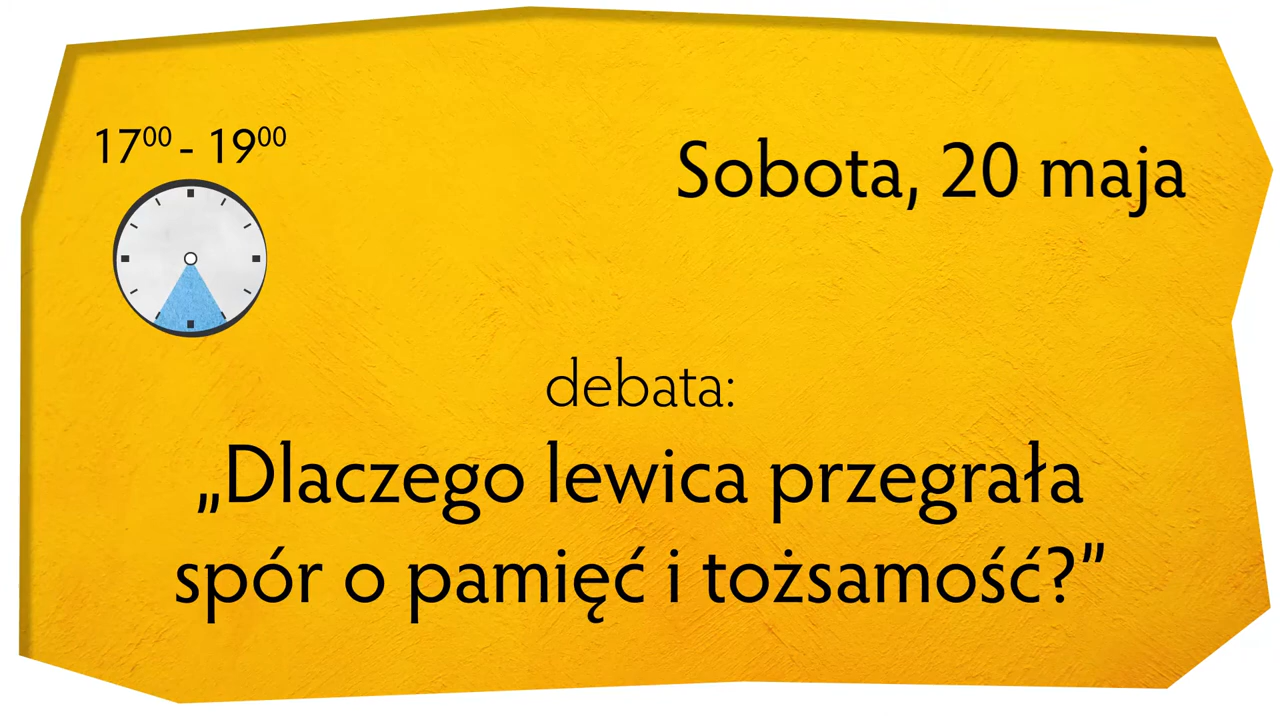 17⁰⁰ - 19⁰⁰
Sobota, 20 maja
debata:
„Dlaczego lewica przegrała
spór o pamięć i tożsamość?”